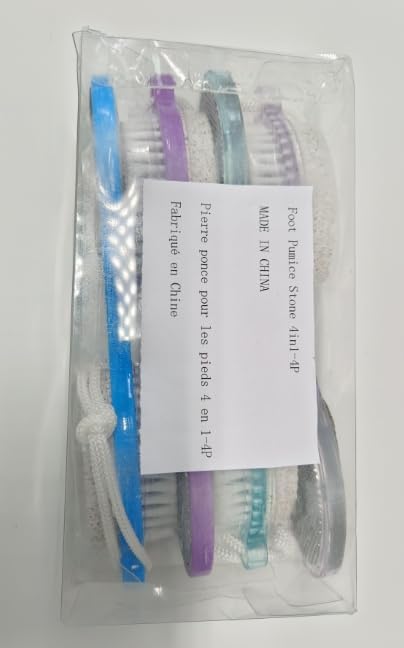 Foot Pumice Stone 4in1-4P
MADE IN CHINA
Pierre ponce pour les pieds 4 en 1-4P
Fabriqué en Chine